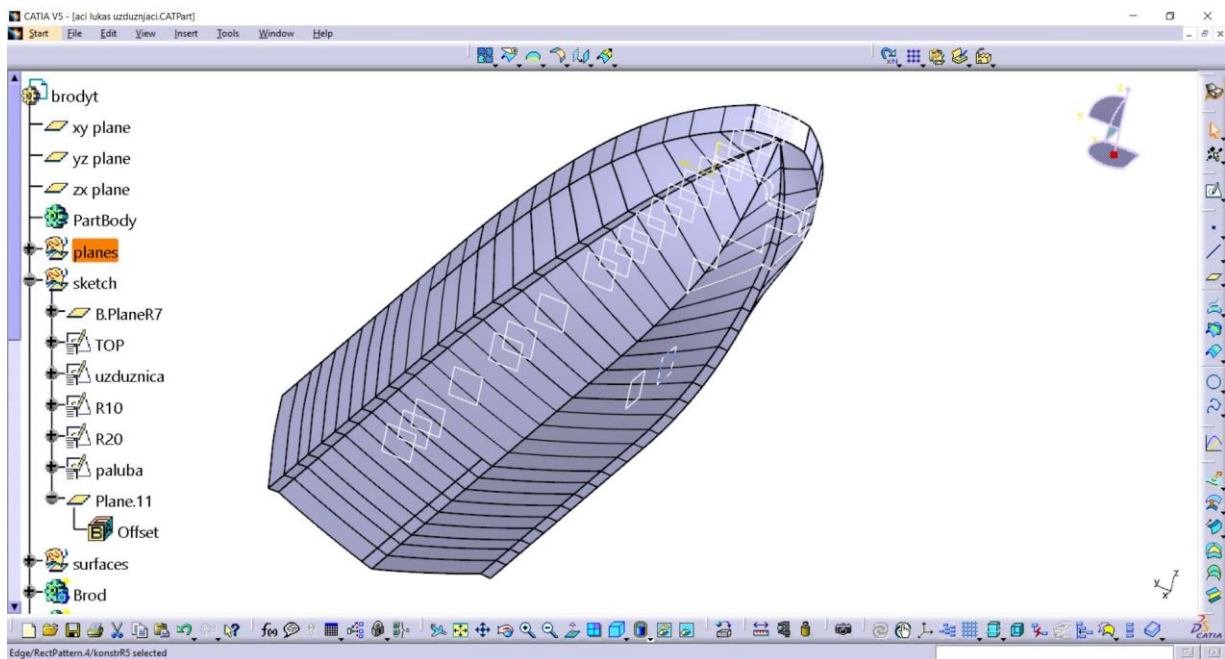 CATIA V5 - [aci lukas uzduznjaci.CATPart]
Start File Edit View Insert Tools Window Help
brodyt
xy plane
yz plane
zx plane
PartBody
planes
sketch
B.PlaneR7
TOP
uzduznica
R10
R20
paluba
Plane.11
Offset
surfaces
Brod
f(x)
CATIA
Edge/RectPattern.4/konstrR5 selected